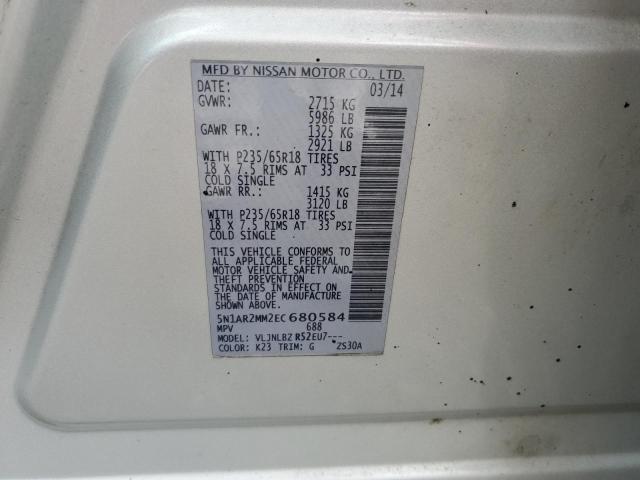 MFD BY NISSAN MOTOR CO., LTD.
DATE: 03/14
GVWR: 2715 KG
5986 LB
GAWR FR.: 1325 KG
2921 LB
WITH P235/65R18 TIRES
18 X 7.5 RIMS AT 33 PSI
COLD SINGLE
GAWR RR.: 1415 KG
3120 LB
WITH P235/65R18 TIRES
18 X 7.5 RIMS AT 33 PSI
COLD SINGLE
THIS VEHICLE CONFORMS TO
ALL APPLICABLE FEDERAL
MOTOR VEHICLE SAFETY AND
THEFT PREVENTION
STANDARDS IN EFFECT ON
THE DATE OF MANUFACTURE
SHOWN ABOVE.
5N1AR2MM2EC680584
MPV 688
MODEL: VLJNLBZ R52EU7---
COLOR: K23 TRIM: G 2S30A